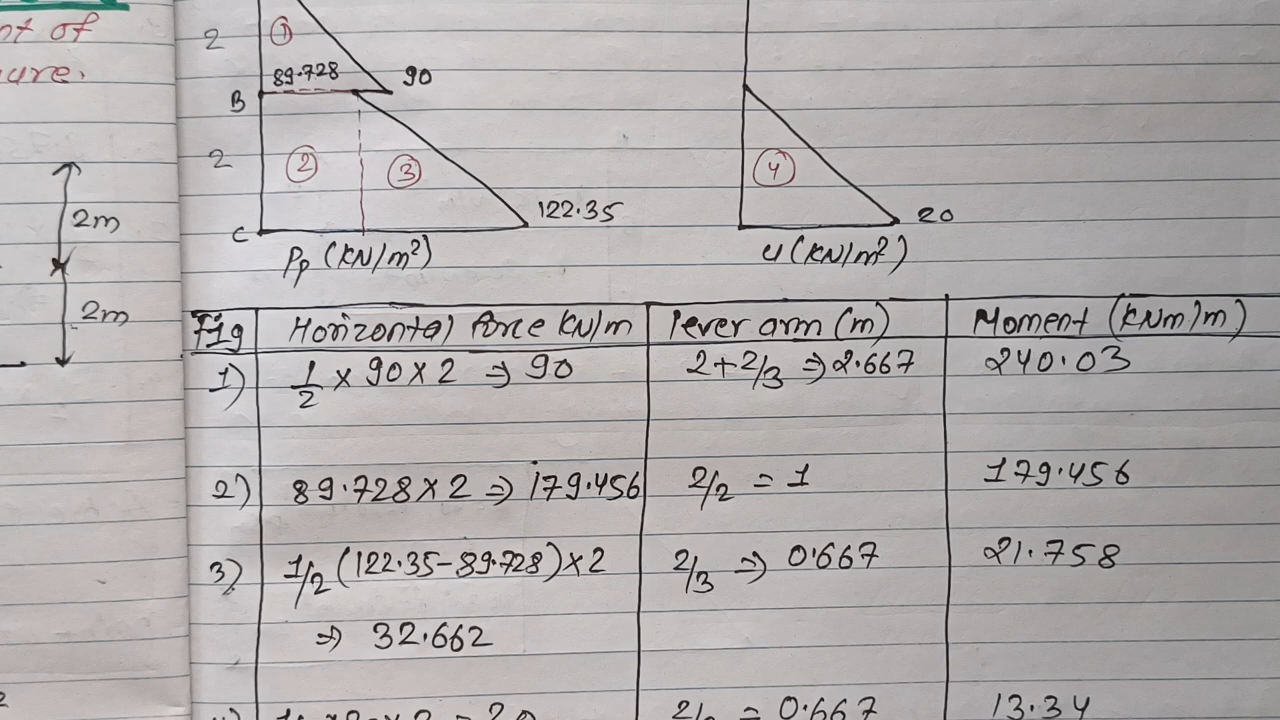 nt of
ure.
2m
2m
2
①
89.728
90
B
2
②
③
C
122.35
Pp (KN/m²)
④
20
u (KN/m²)
Fig Horizontal force KN/m lever arm (m) Moment (KNm/m)
1) 1/2 × 90 × 2 ⇒ 90 2+2/3 ⇒ 2.667 240.03
2) 89.728 × 2 ⇒ 179.456 2/2 = 1 179.456
3) 1/2 (122.35-89.728) × 2 2/3 ⇒ 0.667 21.758
⇒ 32.662
= 20 = 0.667 13.34